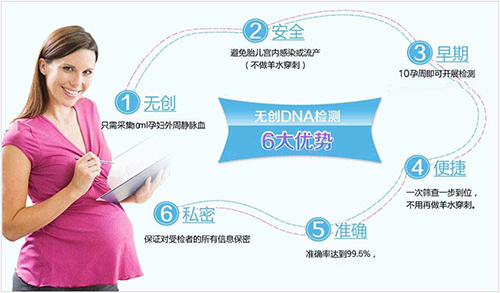 1 无创
只需采集10ml孕妇外周静脉血
2 安全
避免胎儿宫内感染或流产
（不做羊水穿刺）
3 早期
10孕周即可开展检测
无创DNA检测
6大优势
4 便捷
一次筛查一步到位，
不用再做羊水穿刺。
5 准确
准确率达到99.5%，
6 私密
保证对受检者的所有信息保密